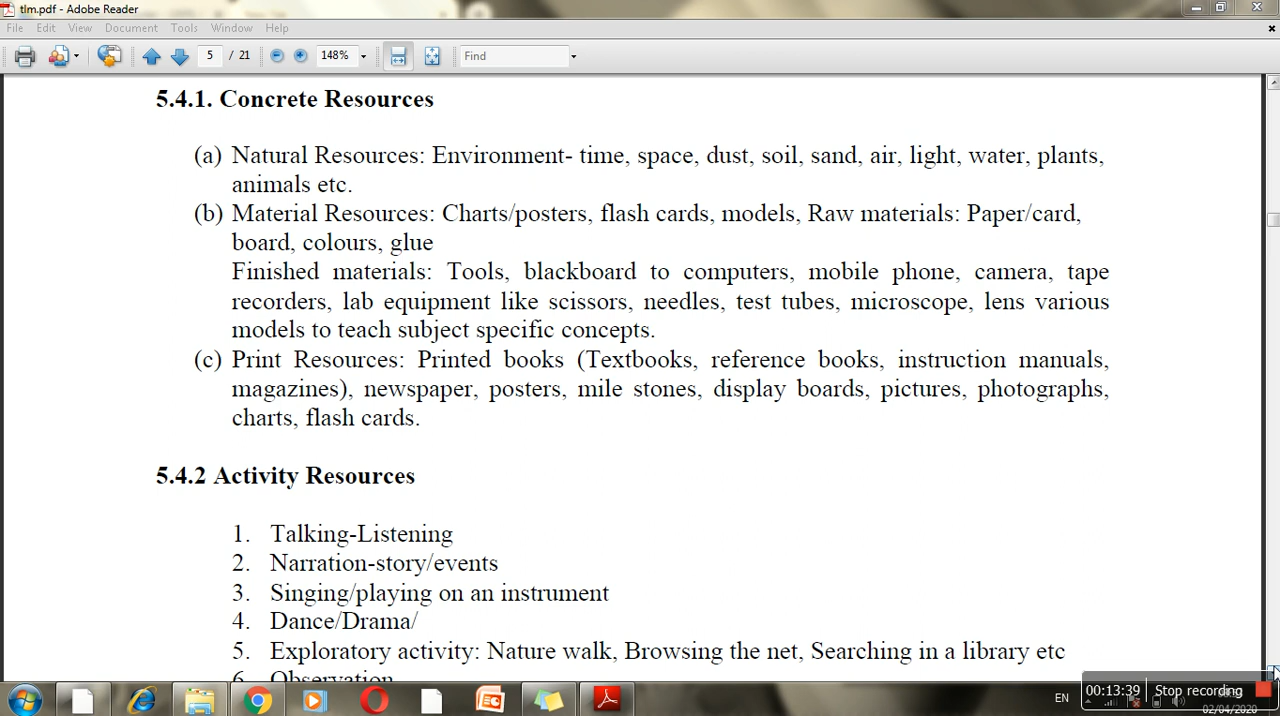 tlm.pdf - Adobe Reader
File Edit View Document Tools Window Help
5 / 21 148% Find
5.4.1. Concrete Resources
(a) Natural Resources: Environment- time, space, dust, soil, sand, air, light, water, plants,
animals etc.
(b) Material Resources: Charts/posters, flash cards, models, Raw materials: Paper/card,
board, colours, glue
Finished materials: Tools, blackboard to computers, mobile phone, camera, tape
recorders, lab equipment like scissors, needles, test tubes, microscope, lens various
models to teach subject specific concepts.
(c) Print Resources: Printed books (Textbooks, reference books, instruction manuals,
magazines), newspaper, posters, mile stones, display boards, pictures, photographs,
charts, flash cards.
5.4.2 Activity Resources
1. Talking-Listening
2. Narration-story/events
3. Singing/playing on an instrument
4. Dance/Drama/
5. Exploratory activity: Nature walk, Browsing the net, Searching in a library etc
6. Observation
EN 00:13:39 Stop recording
02/04/2020